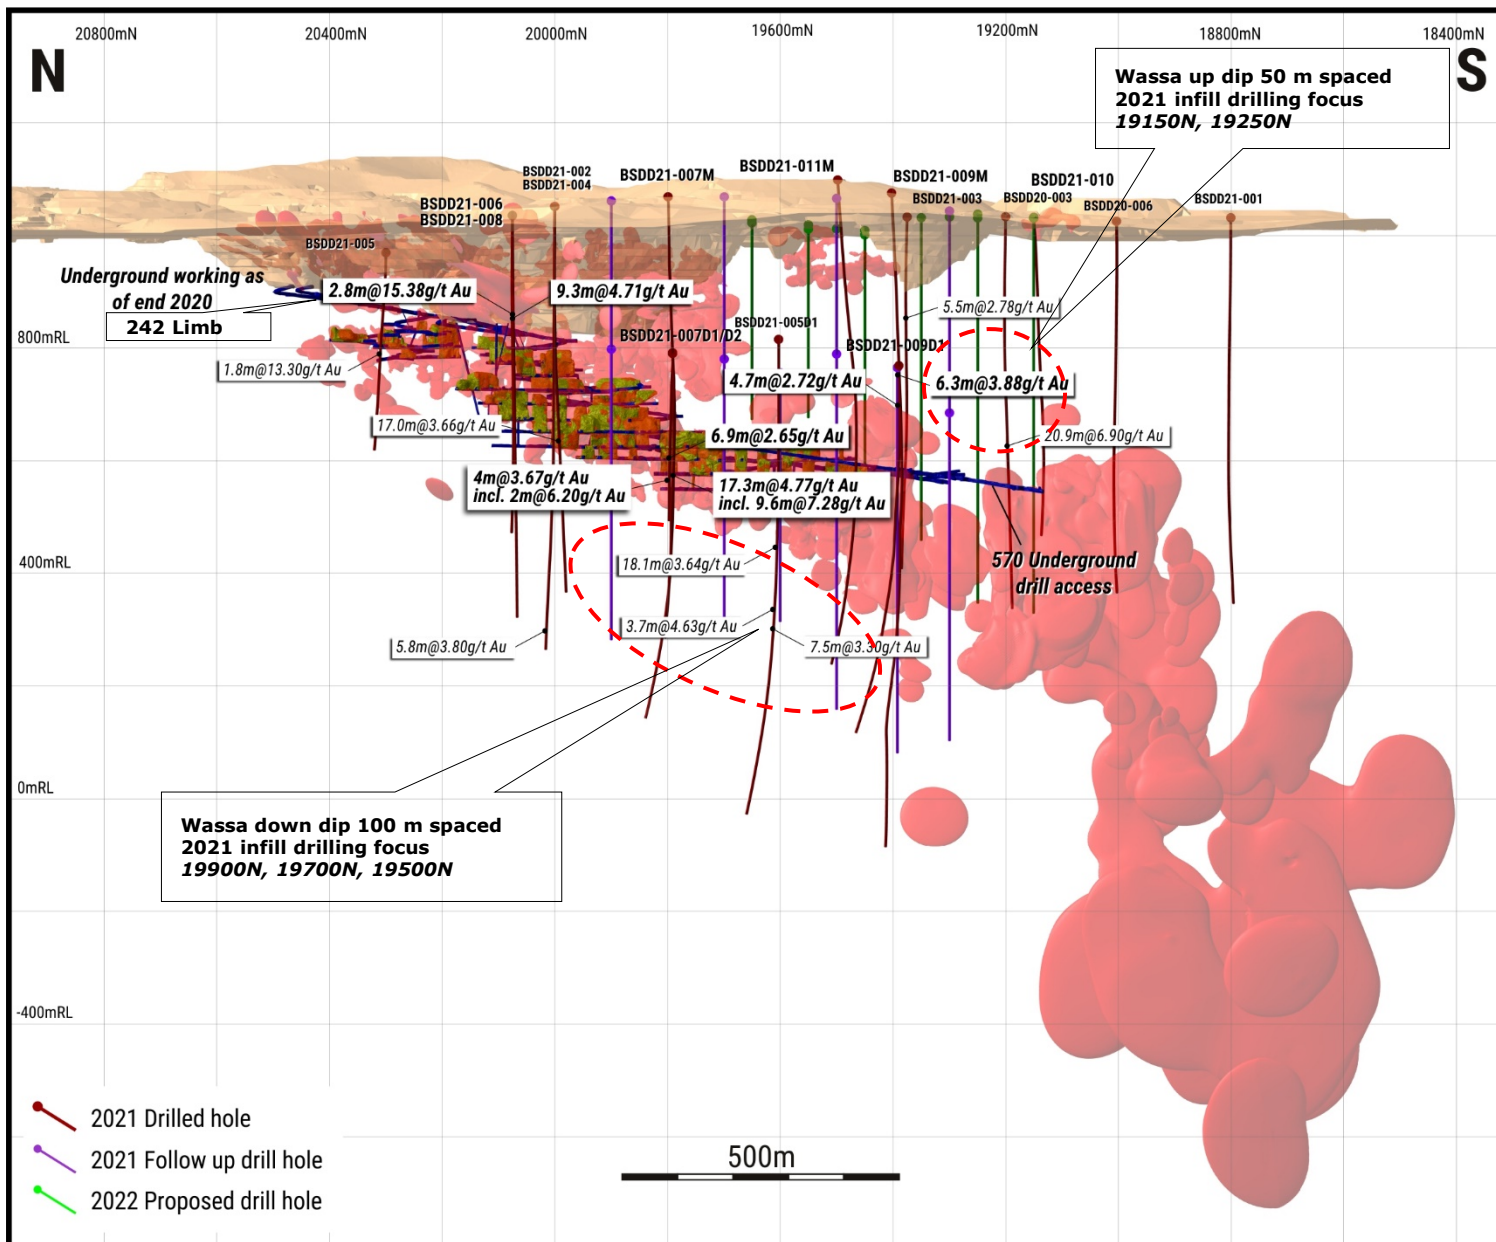 20800mN
20400mN
20000mN
19600mN
19200mN
18800mN
18400mN
N
S
Wassa up dip 50 m spaced
2021 infill drilling focus
19150N, 19250N
BSDD21-002
BSDD21-004
BSDD21-007M
BSDD21-011M
BSDD21-009M
BSDD21-010
BSDD21-006
BSDD21-008
BSDD21-003
BSDD20-003
BSDD20-006
BSDD21-001
BSDD21-005
Underground working as
of end 2020
242 Limb
2.8m@15.38g/t Au
9.3m@4.71g/t Au
5.5m@2.78g/t Au
800mRL
BSDD21-007D1/D2
BSDD21-005D1
BSDD21-009D1
1.8m@13.30g/t Au
4.7m@2.72g/t Au
6.3m@3.88g/t Au
17.0m@3.66g/t Au
6.9m@2.65g/t Au
20.9m@6.90g/t Au
4m@3.67g/t Au
incl. 2m@6.20g/t Au
17.3m@4.77g/t Au
incl. 9.6m@7.28g/t Au
400mRL
18.1m@3.64g/t Au
570 Underground
drill access
3.7m@4.63g/t Au
5.8m@3.80g/t Au
7.5m@3.30g/t Au
0mRL
Wassa down dip 100 m spaced
2021 infill drilling focus
19900N, 19700N, 19500N
-400mRL
2021 Drilled hole
2021 Follow up drill hole
2022 Proposed drill hole
500m